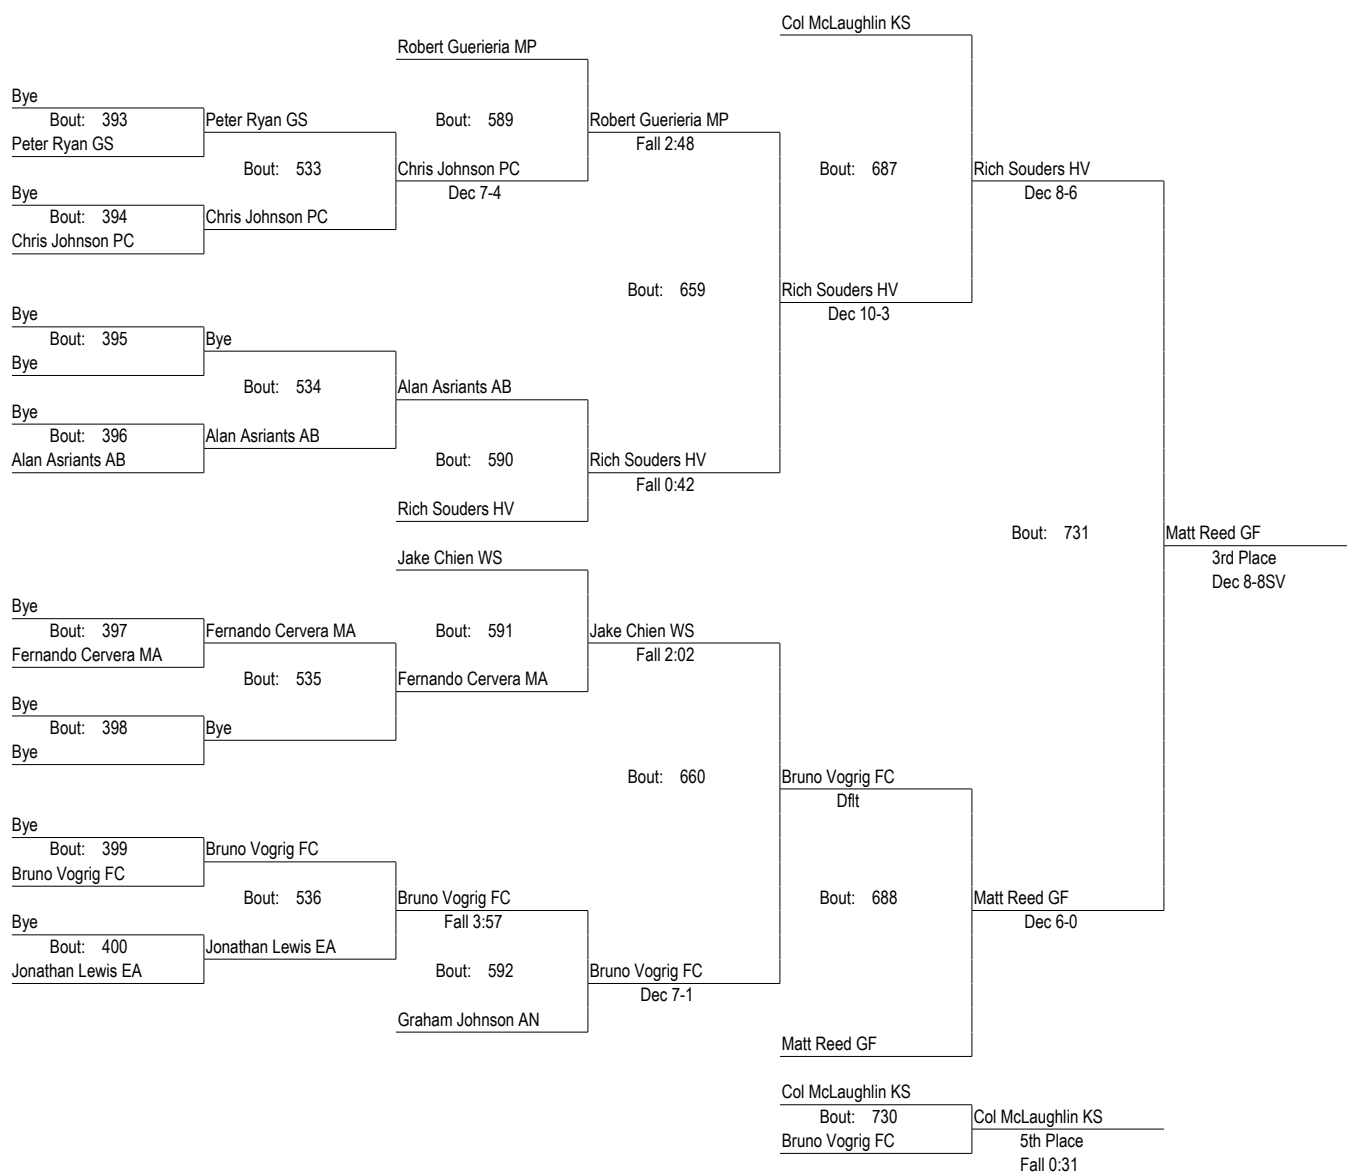 Col McLaughlin KS
Robert Guerieria MP
Bye
Bout: 393
Peter Ryan GS
Peter Ryan GS
Bout: 589
Robert Guerieria MP
Fall 2:48
Bout: 533
Chris Johnson PC
Dec 7-4
Bout: 687
Rich Souders HV
Dec 8-6
Bye
Bout: 394
Chris Johnson PC
Chris Johnson PC
Bout: 659
Rich Souders HV
Dec 10-3
Bye
Bout: 395
Bye
Bye
Bout: 534
Alan Asriants AB
Bye
Bout: 396
Alan Asriants AB
Alan Asriants AB
Bout: 590
Rich Souders HV
Fall 0:42
Rich Souders HV
Bout: 731
Matt Reed GF
3rd Place
Dec 8-8SV
Jake Chien WS
Bye
Bout: 397
Fernando Cervera MA
Fernando Cervera MA
Bout: 591
Jake Chien WS
Fall 2:02
Bout: 535
Fernando Cervera MA
Bye
Bout: 398
Bye
Bye
Bout: 660
Bruno Vogrig FC
Dflt
Bye
Bout: 399
Bruno Vogrig FC
Bruno Vogrig FC
Bout: 536
Bruno Vogrig FC
Fall 3:57
Bout: 688
Matt Reed GF
Dec 6-0
Bye
Bout: 400
Jonathan Lewis EA
Jonathan Lewis EA
Bout: 592
Bruno Vogrig FC
Dec 7-1
Graham Johnson AN
Matt Reed GF
Col McLaughlin KS
Bout: 730
Bruno Vogrig FC
Col McLaughlin KS
5th Place
Fall 0:31